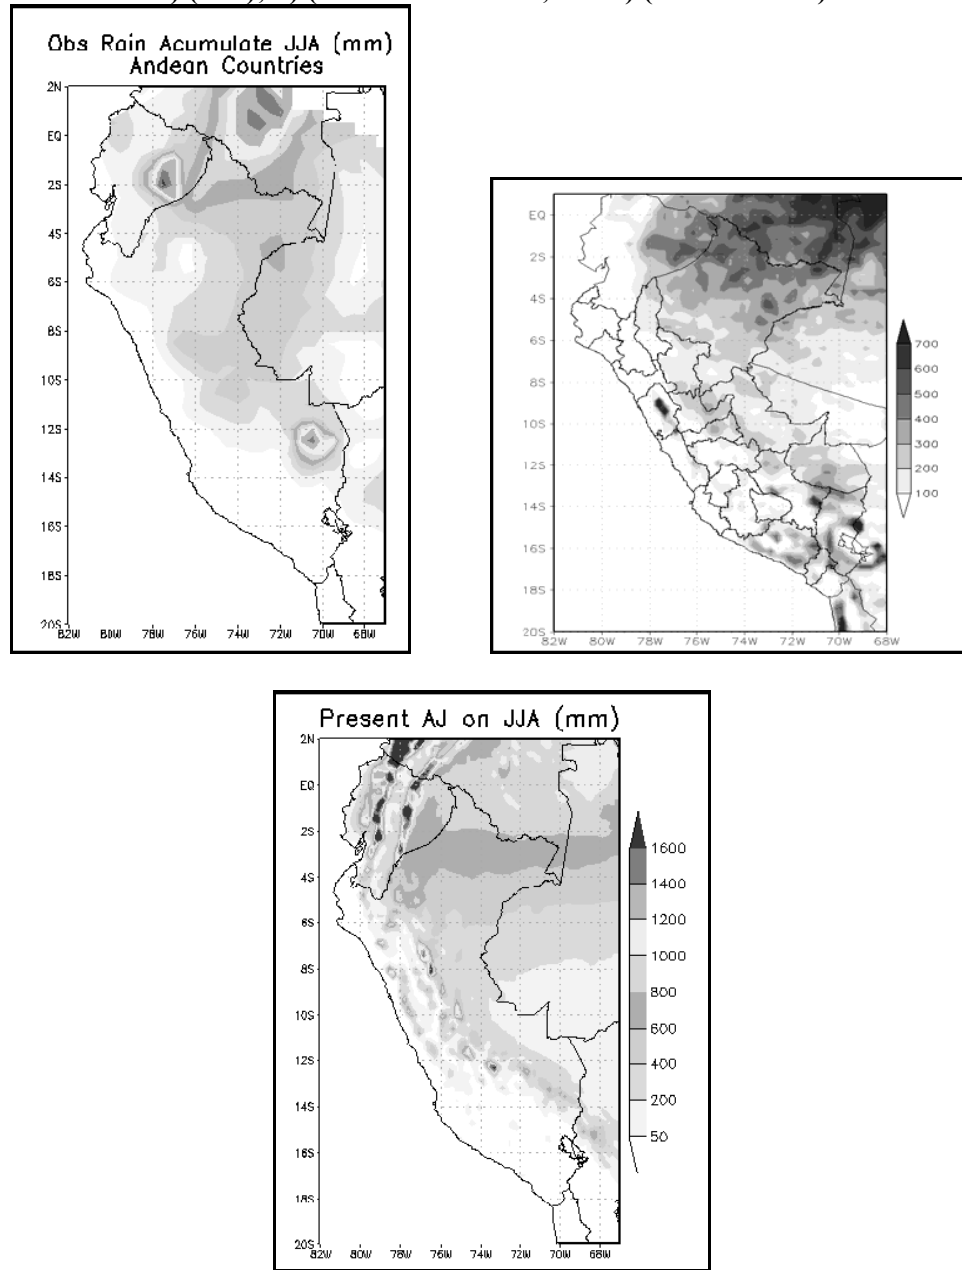 Obs Rain Acumulate JJA (mm)
Andean Countries
2N
EQ
2S
4S
6S
8S
10S
12S
14S
16S
18S
20S
82W 80W 78W 76W 74W 72W 70W 68W
EQ
2S
4S
6S
8S
10S
12S
14S
16S
18S
20S
82W 80W 78W 76W 74W 72W 70W 68W
700
600
500
400
300
200
100
Present AJ on JJA (mm)
2N
EQ
2S
4S
6S
8S
10S
12S
14S
16S
18S
20S
82W 80W 78W 76W 74W 72W 70W 68W
1600
1400
1200
1000
800
600
400
200
50